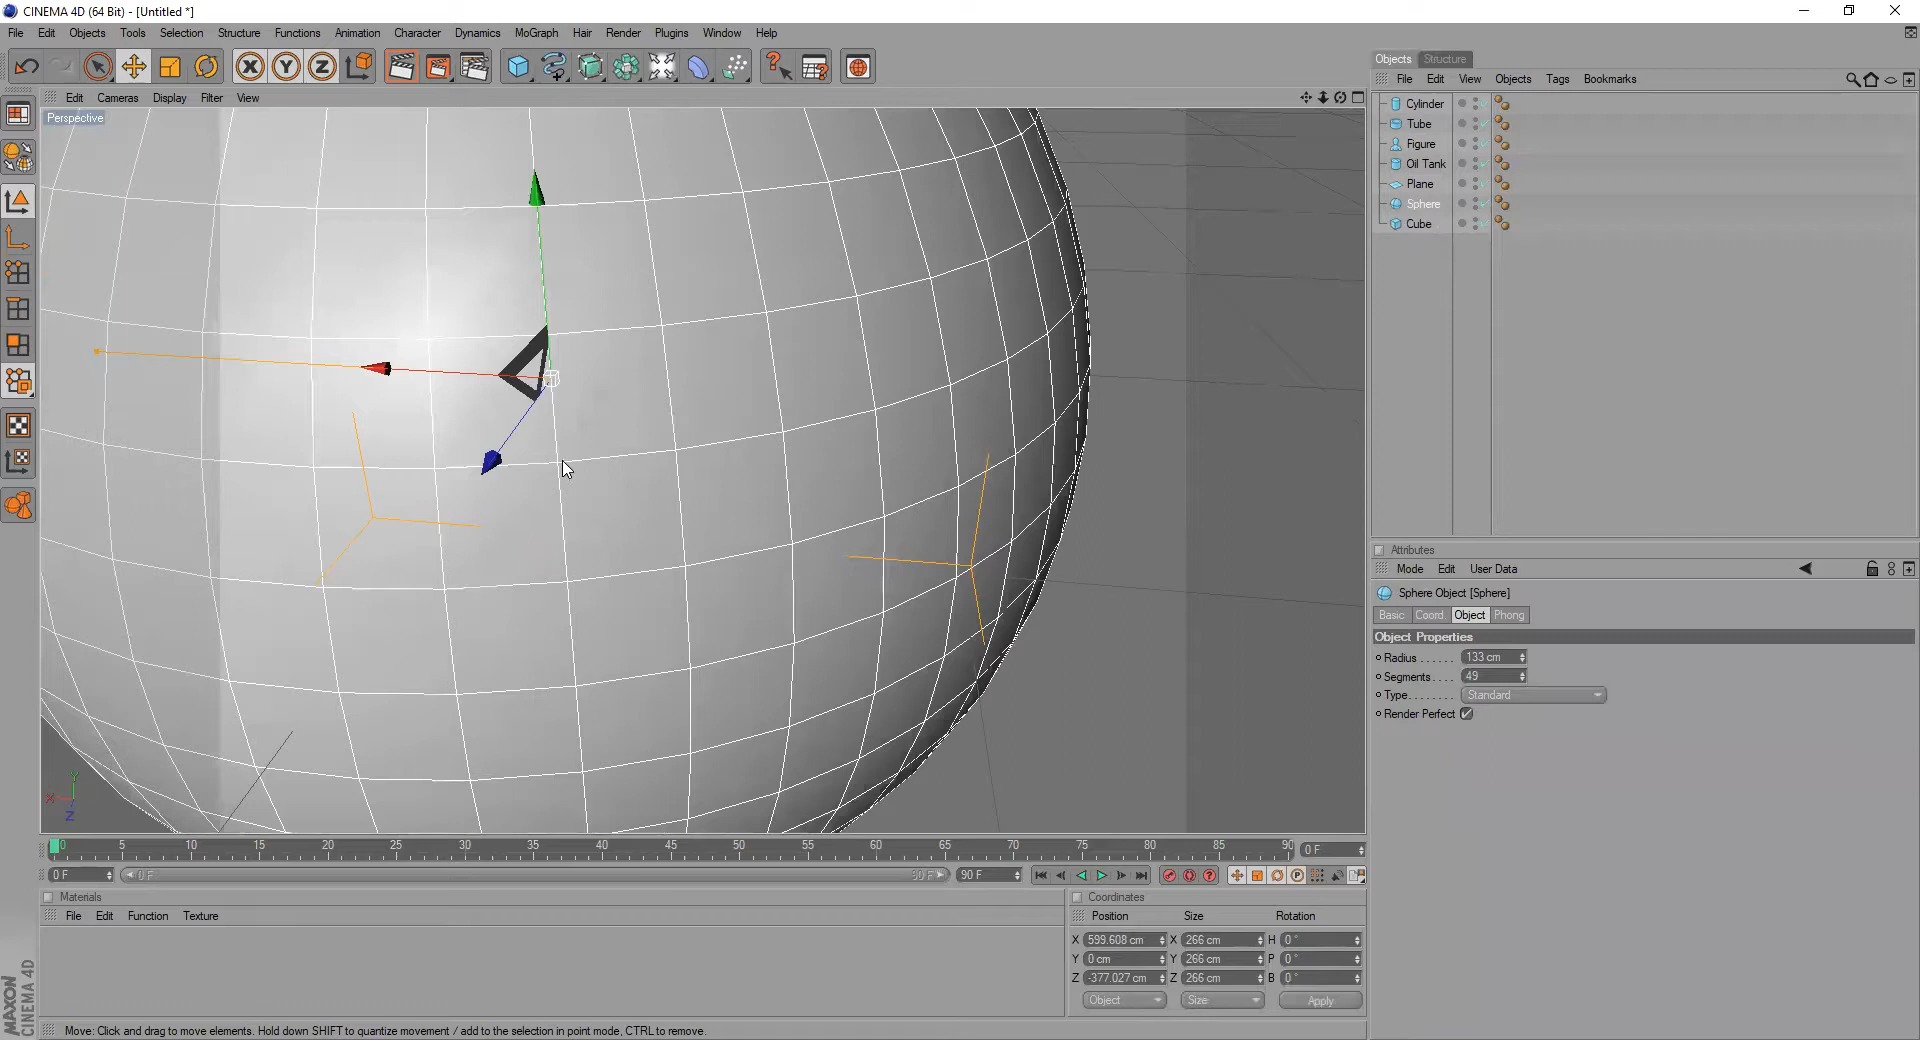 CINEMA 4D (64 Bit) - [Untitled *]
File Edit Objects Tools Selection Structure Functions Animation Character Dynamics MoGraph Hair Render Plugins Window Help
X Y Z
Edit Cameras Display Filter View
Perspective
Objects Structure
File Edit View Objects Tags Bookmarks
Cylinder
Tube
Figure
Oil Tank
Plane
Sphere
Cube
Attributes
Mode Edit User Data
Sphere Object [Sphere]
Basic Coord. Object Phong
Object Properties
Radius . . . . . . 133 cm
Segments . . . . 49
Type. . . . . . . . Standard
Render Perfect
Y
X
Z
0 5 10 15 20 25 30 35 40 45 50 55 60 65 70 75 80 85 90 0 F
0 F 0 F 90 F 90 F
Materials
File Edit Function Texture
Coordinates
Position Size Rotation
X 599.608 cm X 266 cm H 0 °
Y 0 cm Y 266 cm P 0 °
Z -377.027 cm Z 266 cm B 0 °
Object Size Apply
MAXON
CINEMA 4D
Move: Click and drag to move elements. Hold down SHIFT to quantize movement / add to the selection in point mode, CTRL to remove.